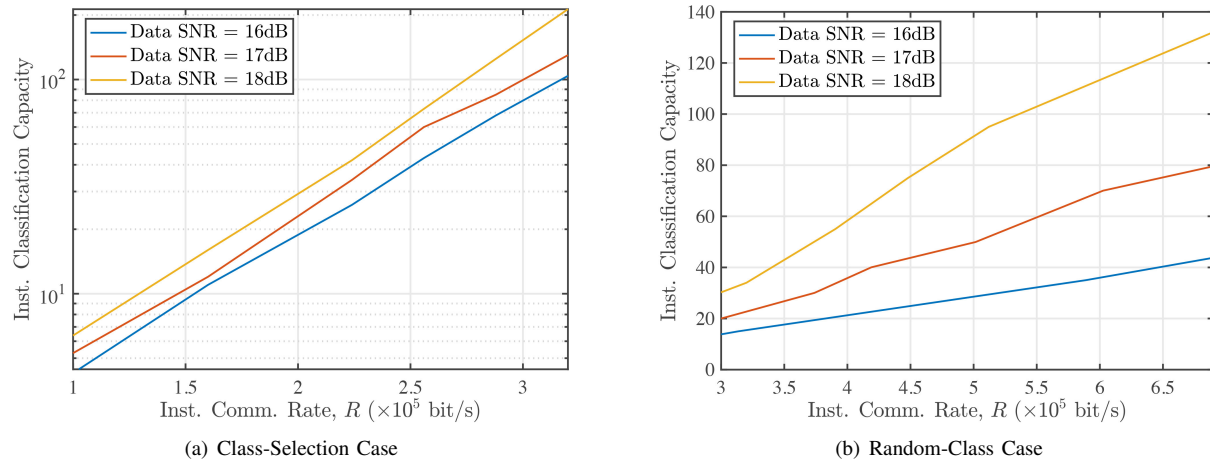 Data SNR = 16dB
Data SNR = 17dB
Data SNR = 18dB
Inst. Classification Capacity
10^2
10^1
1 1.5 2 2.5 3
Inst. Comm. Rate, R (×10^5 bit/s)
(a) Class-Selection Case
Data SNR = 16dB
Data SNR = 17dB
Data SNR = 18dB
Inst. Classification Capacity
140
120
100
80
60
40
20
0
3 3.5 4 4.5 5 5.5 6 6.5
Inst. Comm. Rate, R (×10^5 bit/s)
(b) Random-Class Case